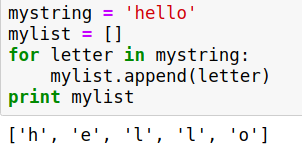 mystring = 'hello'
mylist = []
for letter in mystring:
    mylist.append(letter)
print mylist
['h', 'e', 'l', 'l', 'o']